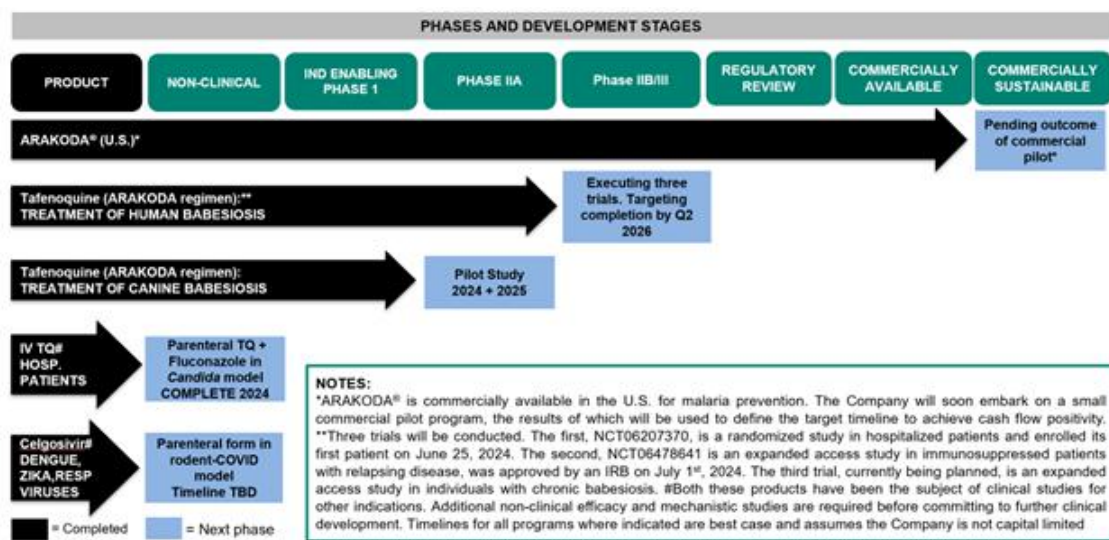 PHASES AND DEVELOPMENT STAGES
PRODUCT
NON-CLINICAL
IND ENABLING
PHASE 1
PHASE IIA
Phase IIB/III
REGULATORY
REVIEW
COMMERCIALLY
AVAILABLE
COMMERCIALLY
SUSTAINABLE
ARAKODA® (U.S.)*
Pending outcome
of commercial
pilot*
Tafenoquine (ARAKODA regimen):**
TREATMENT OF HUMAN BABESIOSIS
Executing three
trials. Targeting
completion by Q2
2026
Tafenoquine (ARAKODA regimen):
TREATMENT OF CANINE BABESIOSIS
Pilot Study
2024 + 2025
IV TQ#
HOSP.
PATIENTS
Parenteral TQ +
Fluconazole in
Candida model
COMPLETE 2024
Celgosivir#
DENGUE,
ZIKA,RESP
VIRUSES
Parenteral form in
rodent-COVID
model
Timeline TBD
= Completed
= Next phase
NOTES:
*ARAKODA® is commercially available in the U.S. for malaria prevention. The Company will soon embark on a small
commercial pilot program, the results of which will be used to define the target timeline to achieve cash flow positivity.
**Three trials will be conducted. The first, NCT06207370, is a randomized study in hospitalized patients and enrolled its
first patient on June 25, 2024. The second, NCT06478641 is an expanded access study in immunosuppressed patients
with relapsing disease, was approved by an IRB on July 1st, 2024. The third trial, currently being planned, is an expanded
access study in individuals with chronic babesiosis. #Both these products have been the subject of clinical studies for
other indications. Additional non-clinical efficacy and mechanistic studies are required before committing to further clinical
development. Timelines for all programs where indicated are best case and assumes the Company is not capital limited